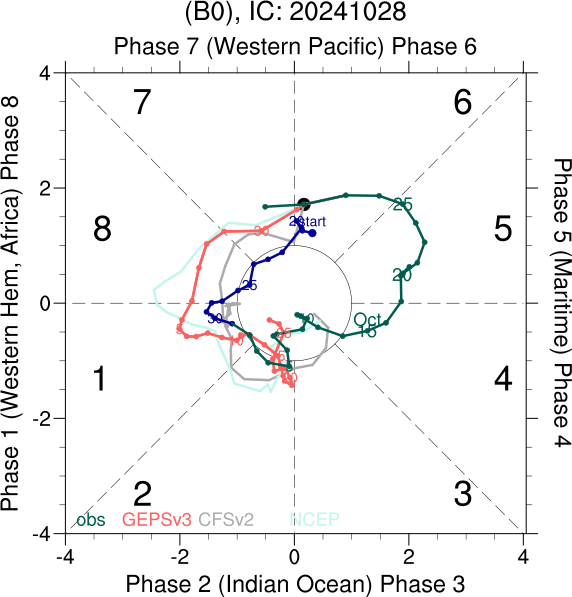 (B0), IC: 20241028
Phase 7 (Western Pacific) Phase 6
Phase 1 (Western Hem, Africa) Phase 8
Phase 5 (Maritime) Phase 4
4
2
0
-2
-4
7
6
8
5
1
4
2
3
25
start
20
Oct
15
25
30
obs
GEPSv3
CFSv2
NCEP
-4
-2
0
2
4
Phase 2 (Indian Ocean) Phase 3